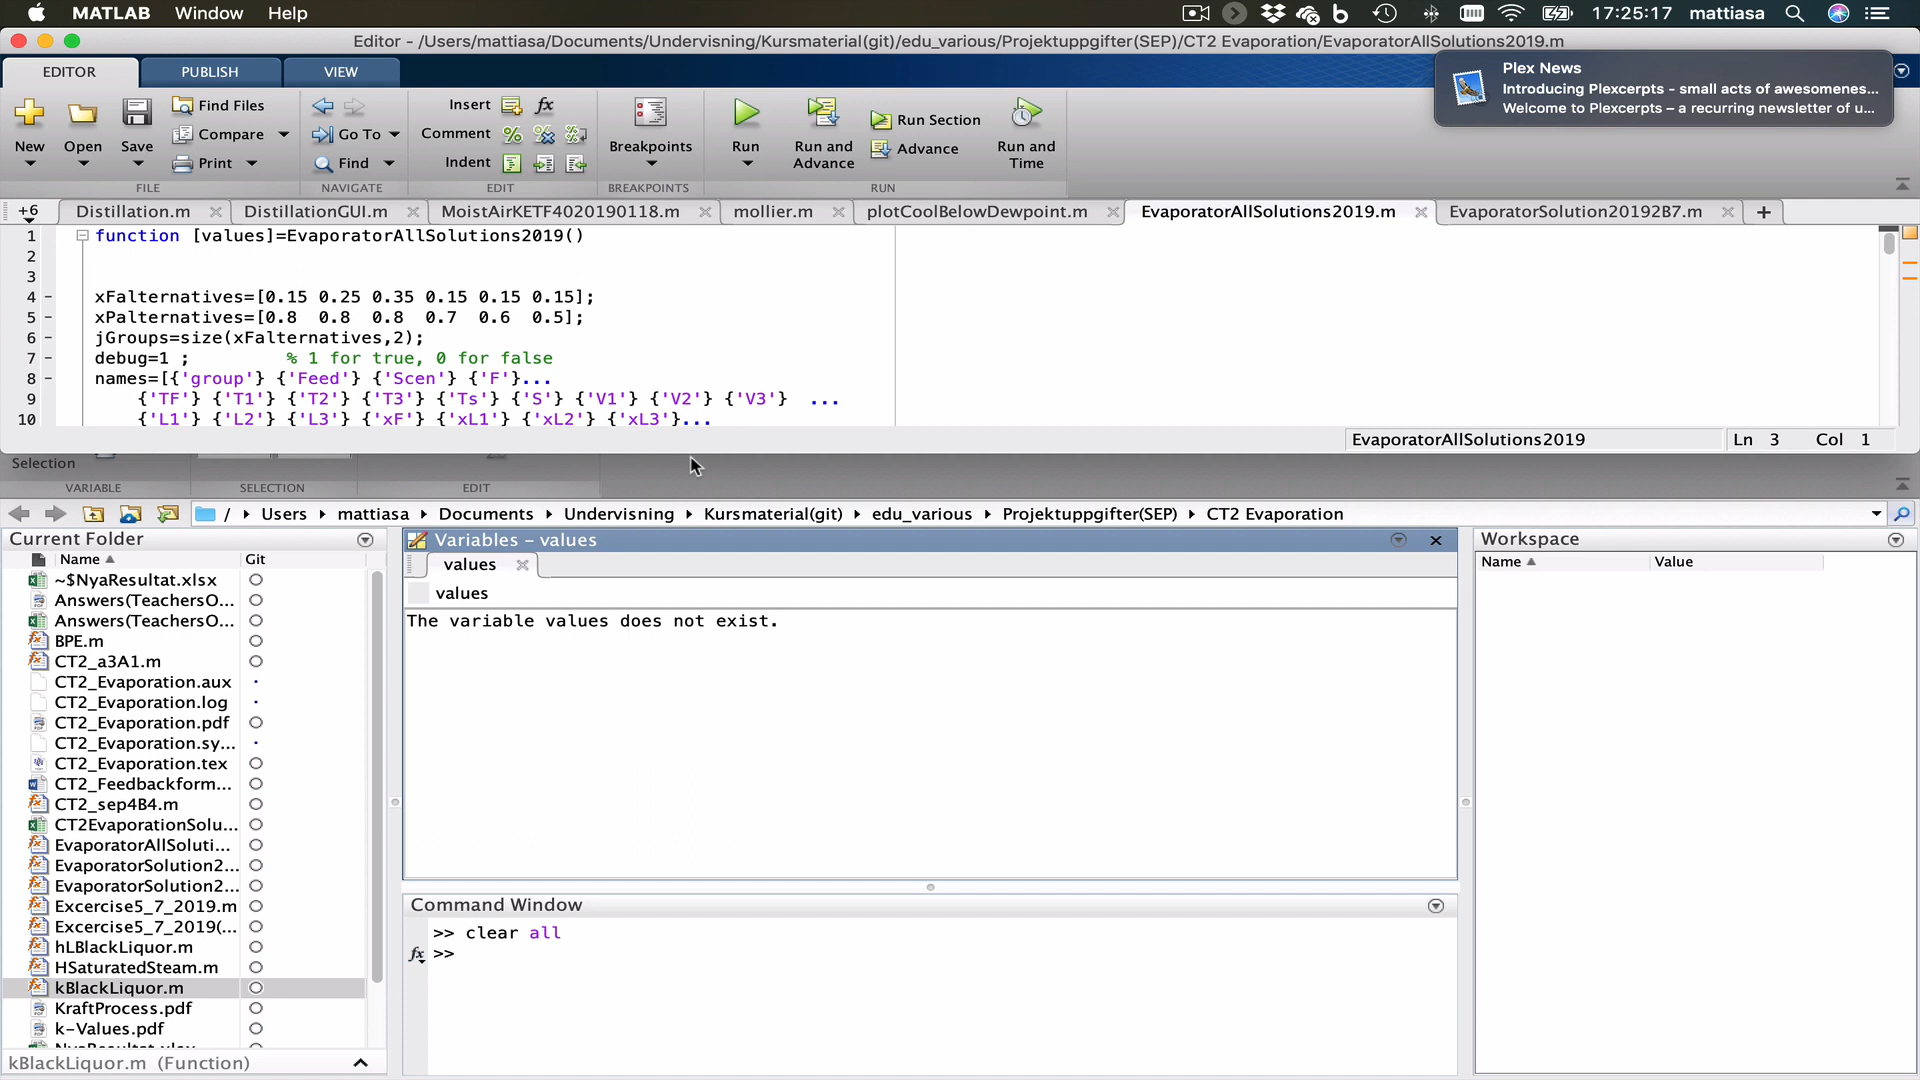 MATLAB Window Help 17:25:17 mattiasa
Editor - /Users/mattiasa/Documents/Undervisning/Kursmaterial(git)/edu_various/Projektuppgifter(SEP)/CT2 Evaporation/EvaporatorAllSolutions2019.m
Plex News
Introducing Plexcerpts - small acts of awesomenes...
Welcome to Plexcerpts – a recurring newsletter of u...
EDITOR PUBLISH VIEW
New Open Save
Find Files
Compare
Print
Go To
Find
Insert
Comment
Indent
Breakpoints
Run
Run and Advance
Run Section
Advance
Run and Time
FILE NAVIGATE EDIT BREAKPOINTS RUN
+6 Distillation.m DistillationGUI.m MoistAirKETF4020190118.m mollier.m plotCoolBelowDewpoint.m EvaporatorAllSolutions2019.m EvaporatorSolution20192B7.m
1 function [values]=EvaporatorAllSolutions2019()
2
3
4 - xFalternatives=[0.15 0.25 0.35 0.15 0.15 0.15];
5 - xPalternatives=[0.8 0.8 0.8 0.7 0.6 0.5];
6 - jGroups=size(xFalternatives,2);
7 - debug=1 ; % 1 for true, 0 for false
8 - names=[{'group'} {'Feed'} {'Scen'} {'F'}...
9 {'TF'} {'T1'} {'T2'} {'T3'} {'Ts'} {'S'} {'V1'} {'V2'} {'V3'} ...
10 {'L1'} {'L2'} {'L3'} {'xF'} {'xL1'} {'xL2'} {'xL3'}...
EvaporatorAllSolutions2019 Ln 3 Col 1
Selection
VARIABLE SELECTION EDIT
/ Users mattiasa Documents Undervisning Kursmaterial(git) edu_various Projektuppgifter(SEP) CT2 Evaporation
Current Folder
Name Git
~$NyaResultat.xlsx
Answers(TeachersO...
Answers(TeachersO...
BPE.m
CT2_a3A1.m
CT2_Evaporation.aux
CT2_Evaporation.log
CT2_Evaporation.pdf
CT2_Evaporation.sy...
CT2_Evaporation.tex
CT2_Feedbackform...
CT2_sep4B4.m
CT2EvaporationSolu...
EvaporatorAllSoluti...
EvaporatorSolution2...
EvaporatorSolution2...
Excercise5_7_2019.m
Excercise5_7_2019(...
hLBlackLiquor.m
HSaturatedSteam.m
kBlackLiquor.m
KraftProcess.pdf
k-Values.pdf
kBlackLiquor.m (Function)
Variables - values
values
values
The variable values does not exist.
Command Window
>> clear all
fx >>
Workspace
Name Value